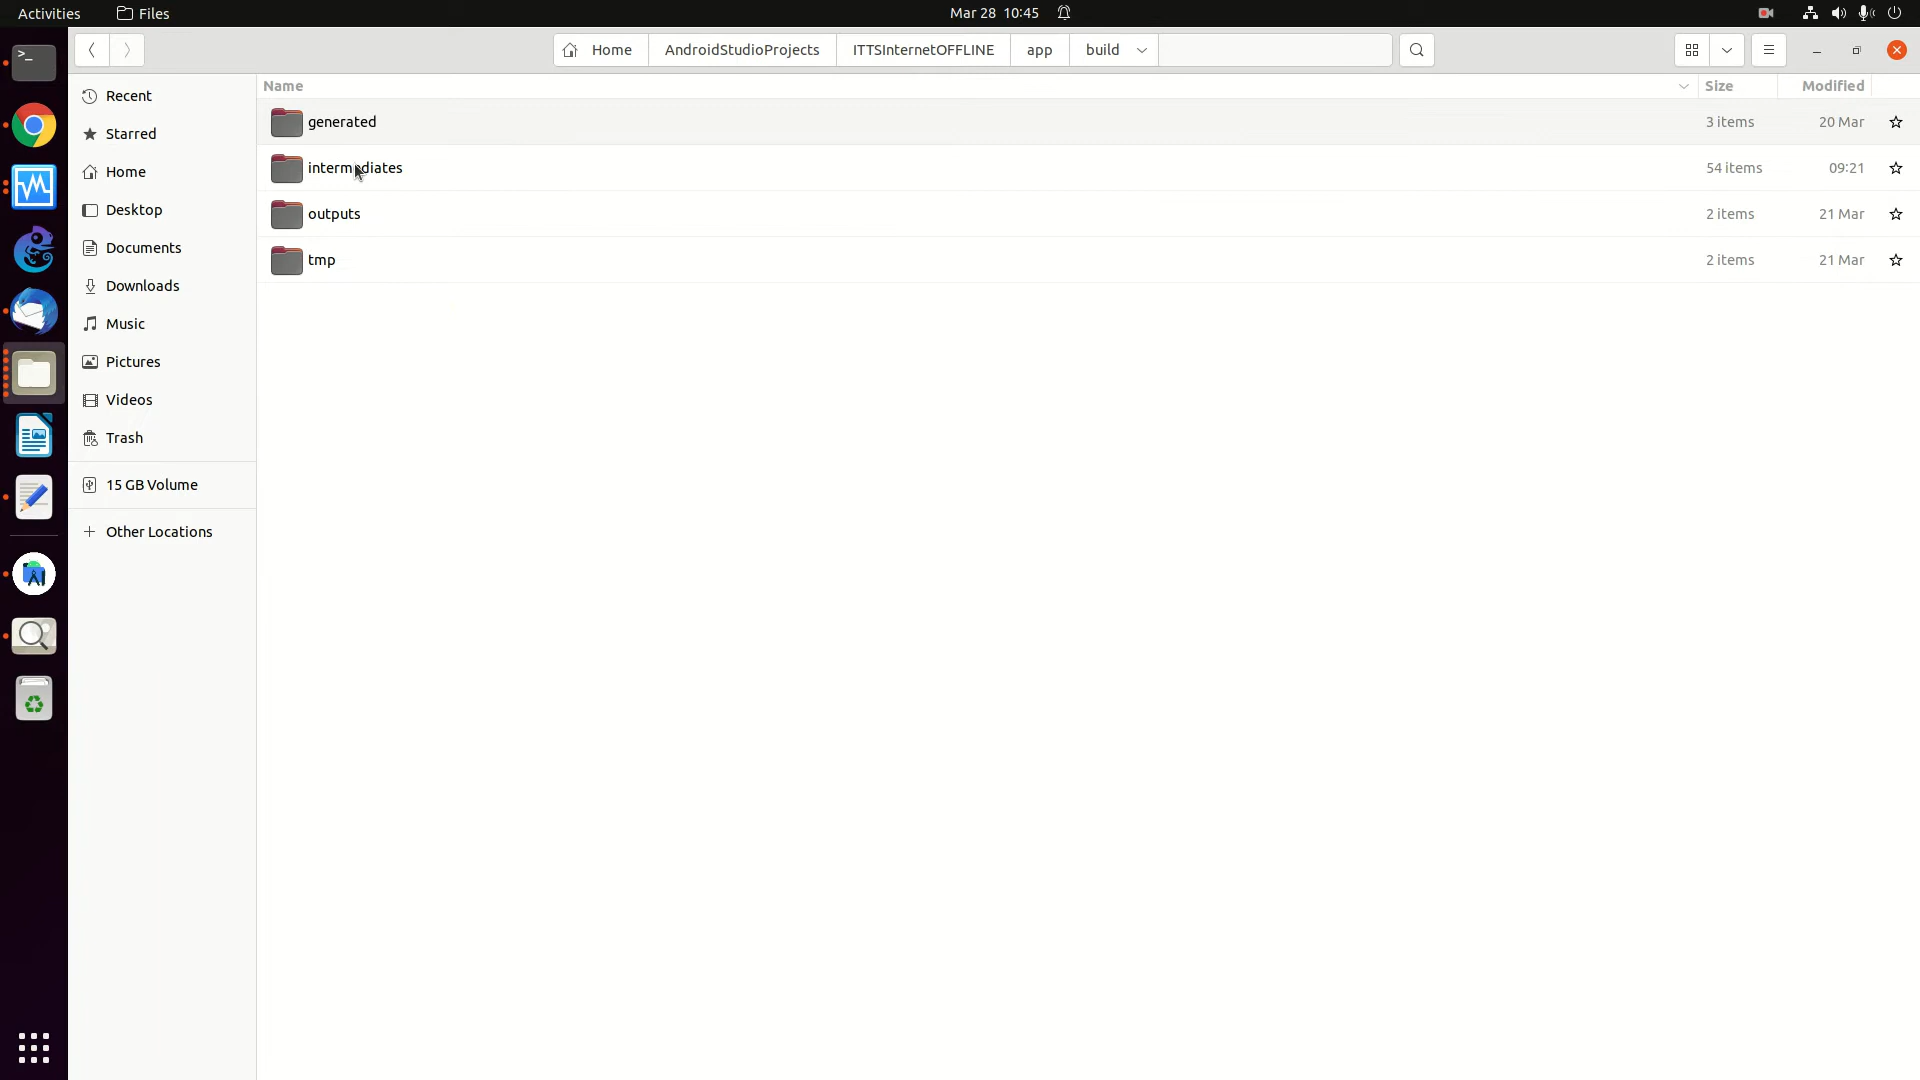 Activities Files Mar 28 10:45
Home AndroidStudioProjects ITTSInternetOFFLINE app build
Name Size Modified
Recent
Starred
Home
Desktop
Documents
Downloads
Music
Pictures
Videos
Trash
15 GB Volume
+ Other Locations
generated 3 items 20 Mar
intermediates 54 items 09:21
outputs 2 items 21 Mar
tmp 2 items 21 Mar